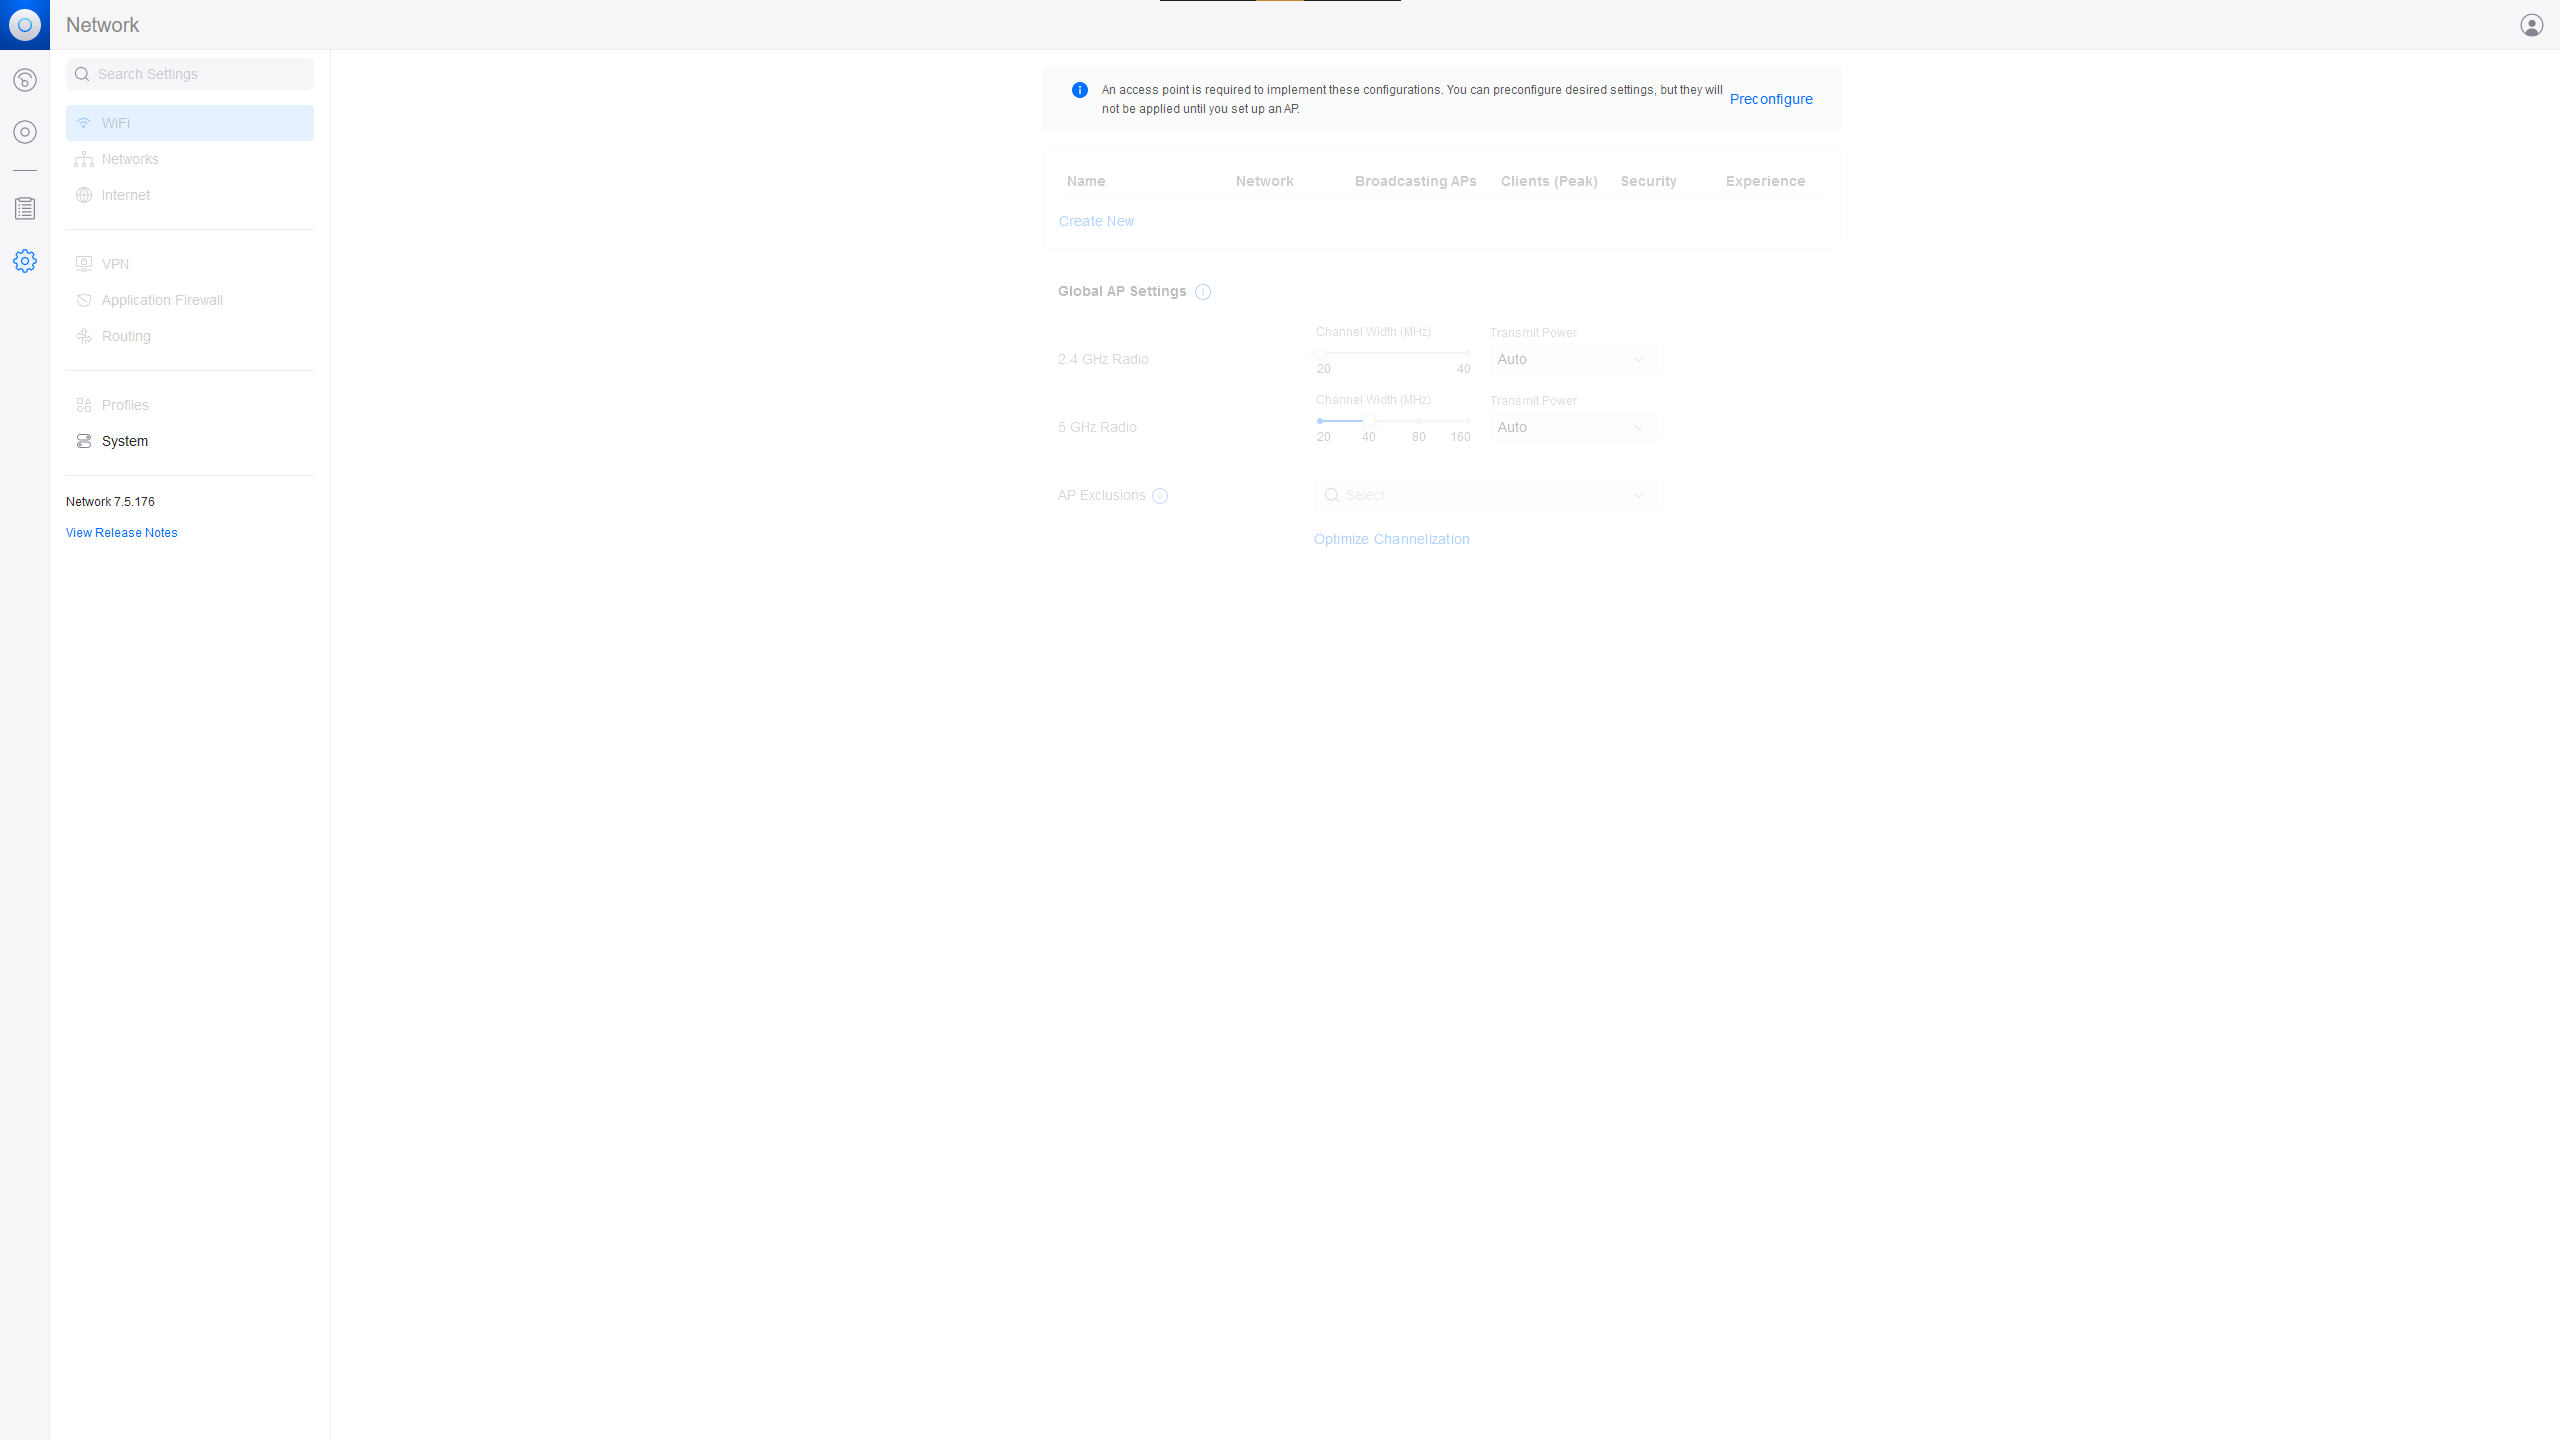 Network
Search Settings
WiFi
Networks
Internet
VPN
Application Firewall
Routing
Profiles
System
Network 7.5.176
View Release Notes
An access point is required to implement these configurations. You can preconfigure desired settings, but they will
not be applied until you set up an AP.
Preconfigure
Name Network Broadcasting APs Clients (Peak) Security Experience
Create New
Global AP Settings
Channel Width (MHz) Transmit Power
2.4 GHz Radio Auto
20 40
Channel Width (MHz) Transmit Power
5 GHz Radio Auto
20 40 80 160
AP Exclusions Select
Optimize Channelization